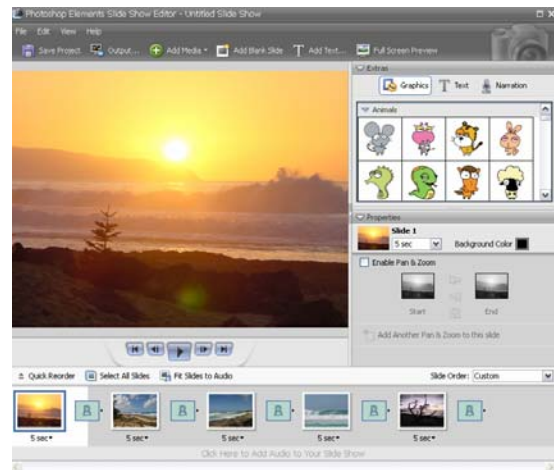 Photoshop Elements Slide Show Editor - Untitled Slide Show
File Edit View Help
Save Project Output... Add Media Add Blank Slide Add Text... Full Screen Preview
Extras
Graphics Text Narration
Animals
Properties
Slide 1
5 sec Background Color
Enable Pan & Zoom
Start End
Add Another Pan & Zoom to this slide
Quick Reorder Select All Slides Fit Slides to Audio Slide Order: Custom
5 sec 5 sec 5 sec 5 sec 5 sec
Click Here to Add Audio to Your Slide Show